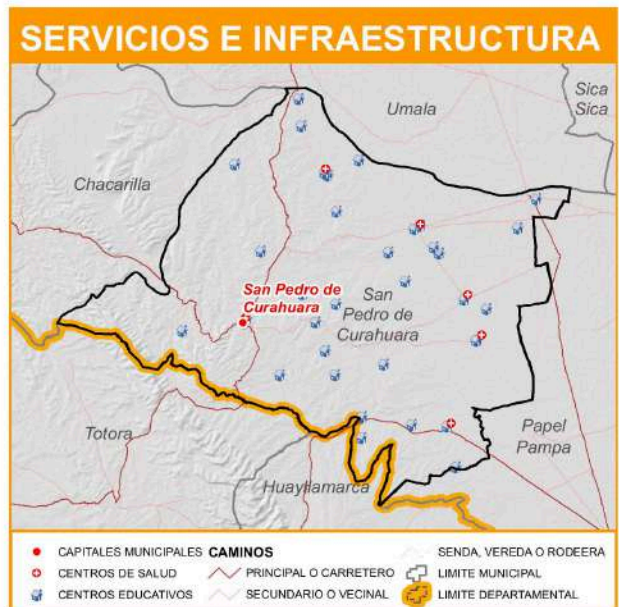 SERVICIOS E INFRAESTRUCTURA
Sica
Sica
Umala
Chacarilla
San Pedro de
Curahuara
San
Pedro de
Curahuara
Totora
Papel
Pampa
Huayllamarca
CAPITALES MUNICIPALES
CENTROS DE SALUD
CENTROS EDUCATIVOS
CAMINOS
PRINCIPAL O CARRETERO
SECUNDARIO O VECINAL
SENDA, VEREDA O RODEERA
LIMITE MUNICIPAL
LIMITE DEPARTAMENTAL